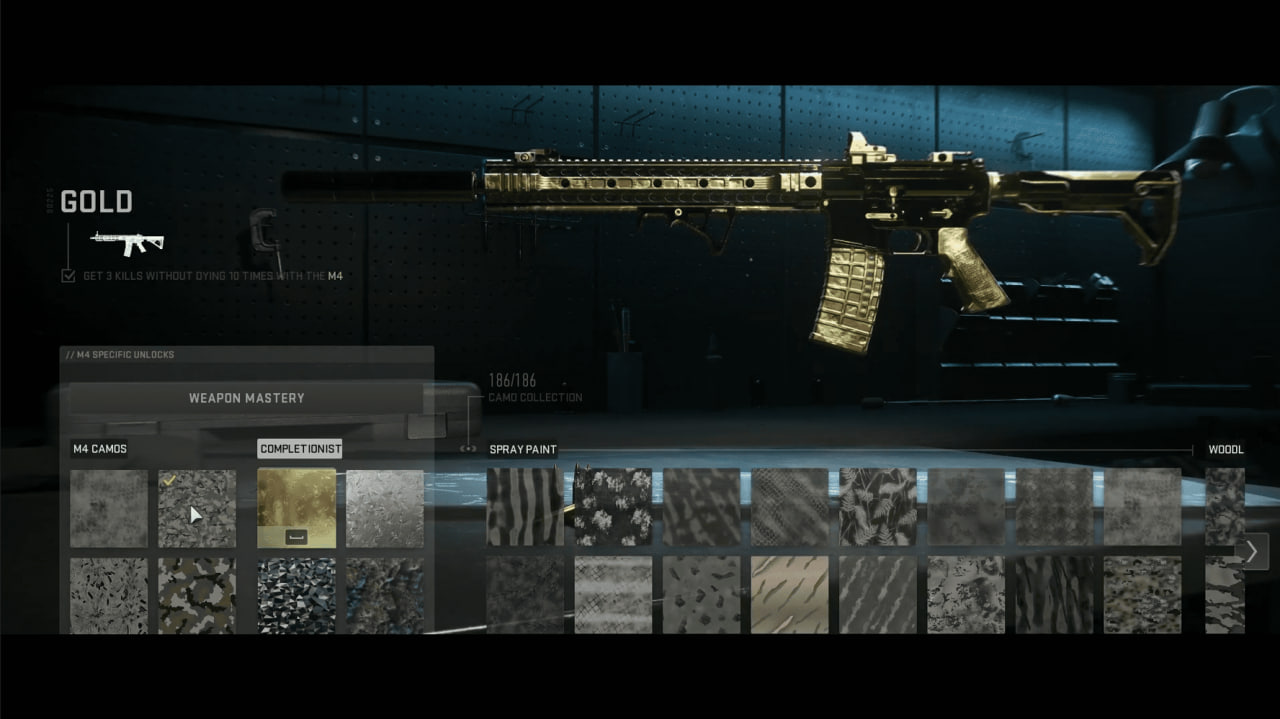 GOLD
GET 3 KILLS WITHOUT DYING 10 TIMES WITH THE M4
// M4 SPECIFIC UNLOCKS
WEAPON MASTERY
186/186
CAMO COLLECTION
M4 CAMOS
COMPLETIONIST
SPRAY PAINT
WOODL